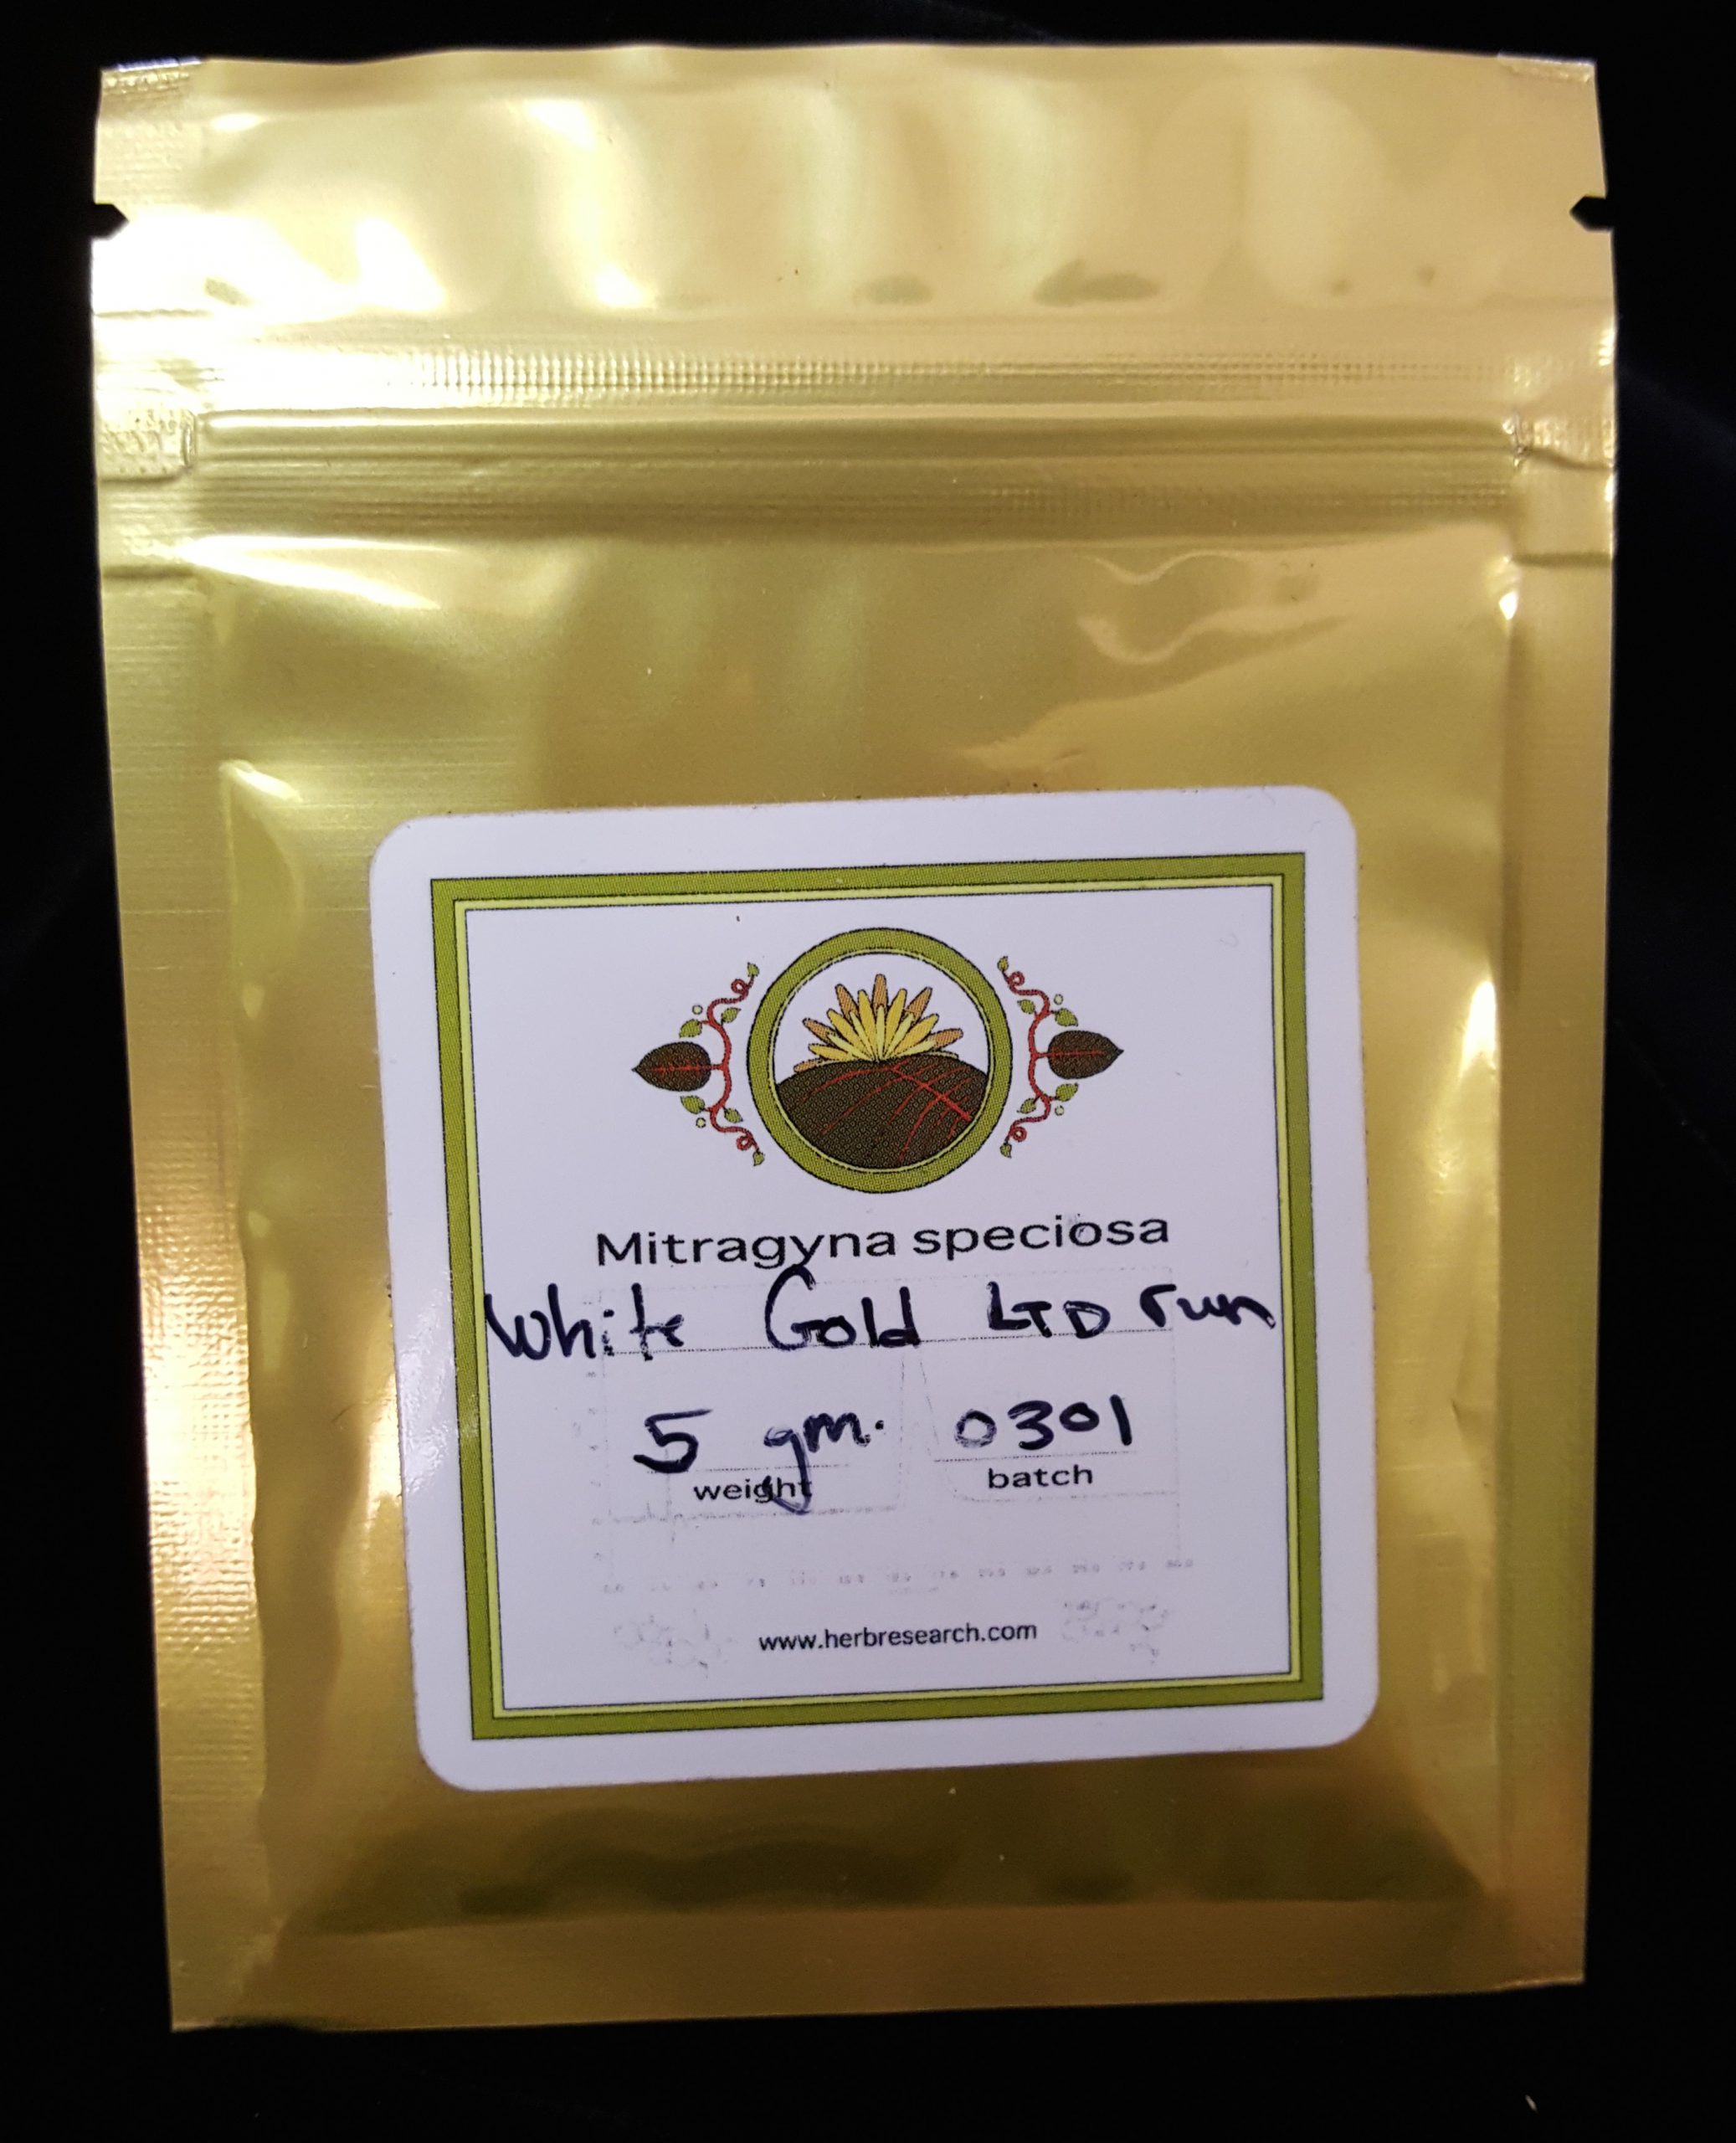 Mitragyna speciosa
White Gold LTD run
5 gm. 0301
weight batch
www.herbresearch.com